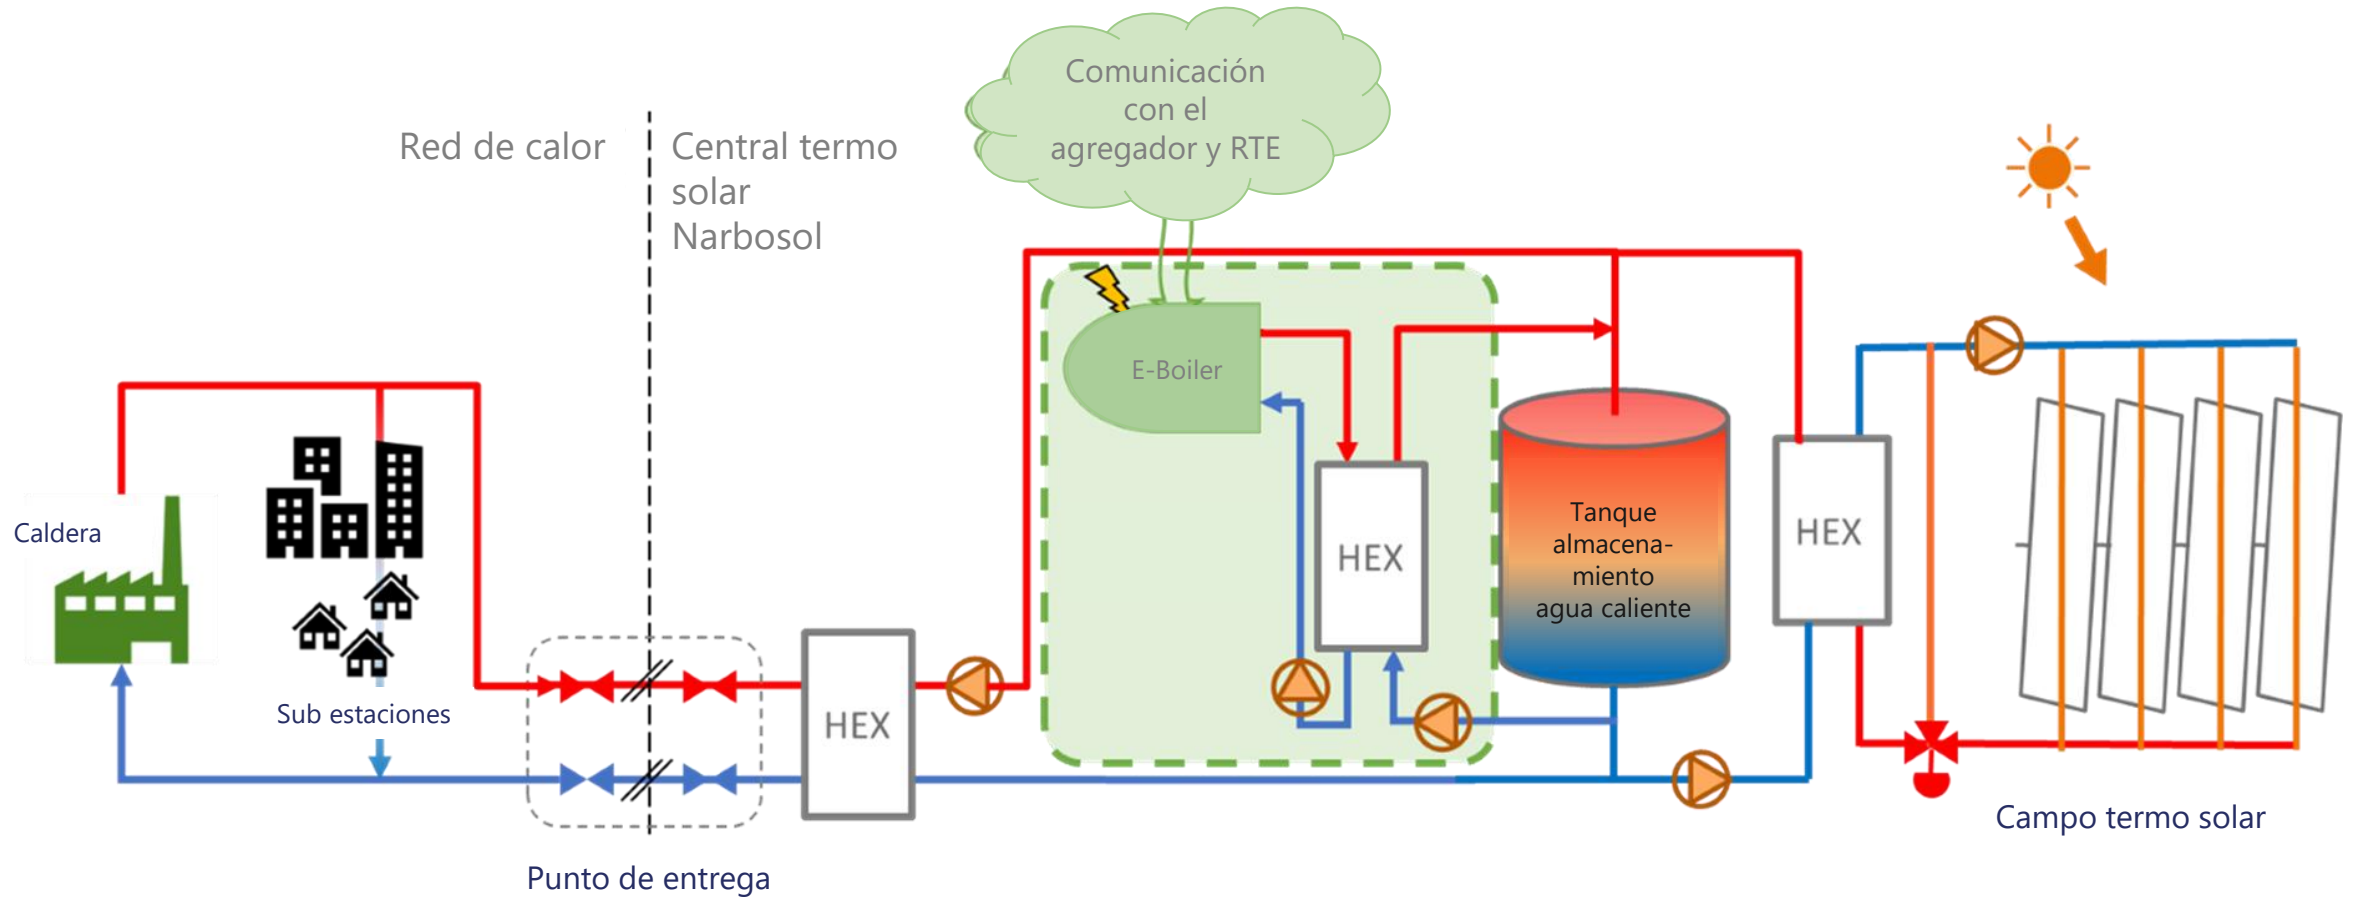 Comunicación
con el
agregador y RTE
Red de calor
Central termo
solar
Narbosol
E-Boiler
Caldera
Tanque
almacena-
miento
agua caliente
HEX
HEX
Sub estaciones
HEX
Campo termo solar
Punto de entrega